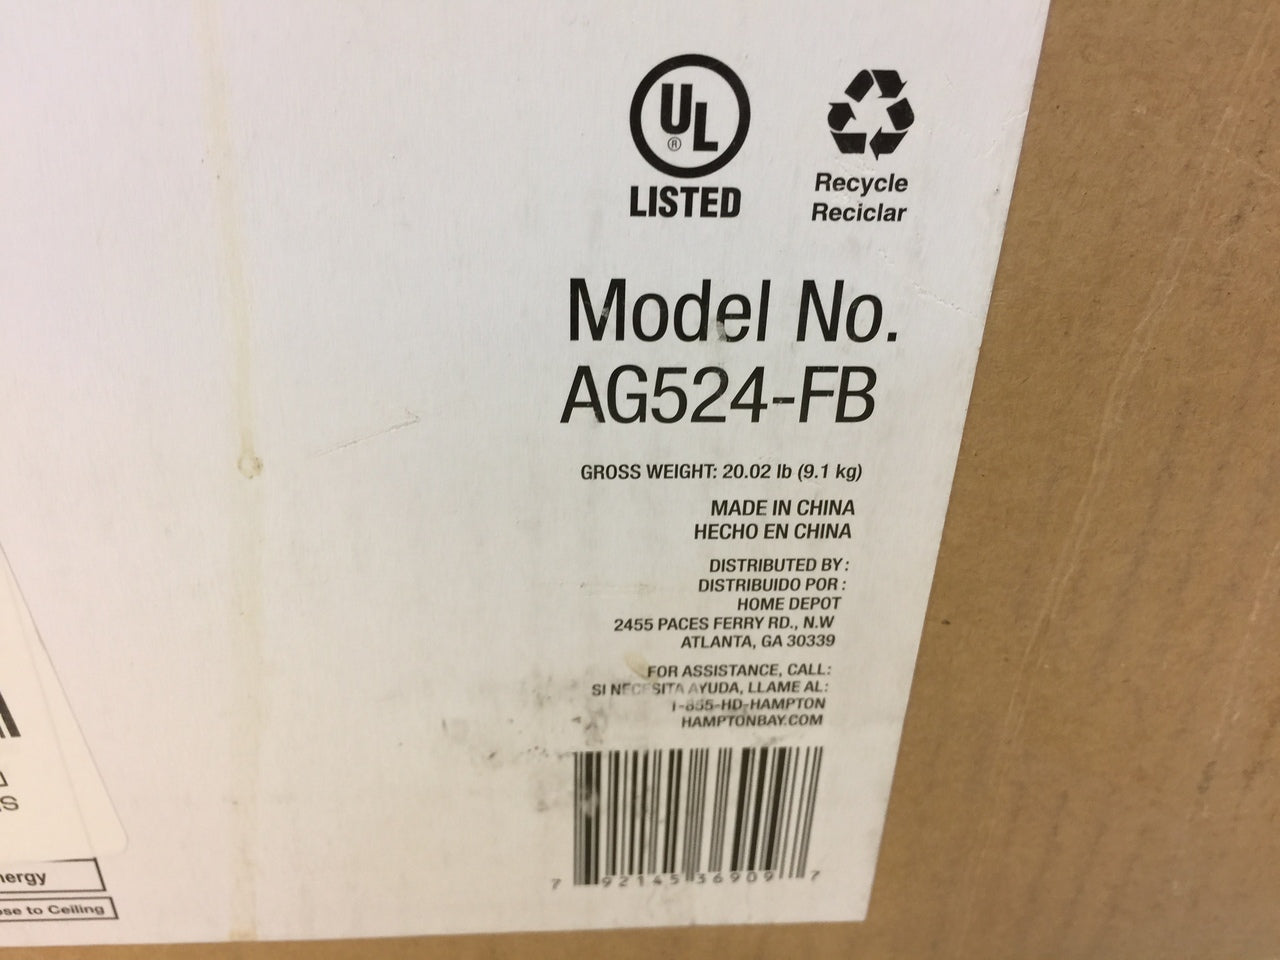 UL
®
LISTED
Recycle
Reciclar
Model No.
AG524-FB
GROSS WEIGHT: 20.02 lb (9.1 kg)
MADE IN CHINA
HECHO EN CHINA
DISTRIBUTED BY:
DISTRIBUIDO POR :
HOME DEPOT
2455 PACES FERRY RD., N.W
ATLANTA, GA 30339
FOR ASSISTANCE, CALL:
SI NECESITA AYUDA, LLAME AL:
1-855-HD-HAMPTON
HAMPTONBAY.COM
7 92145 36909 7
to Ceiling